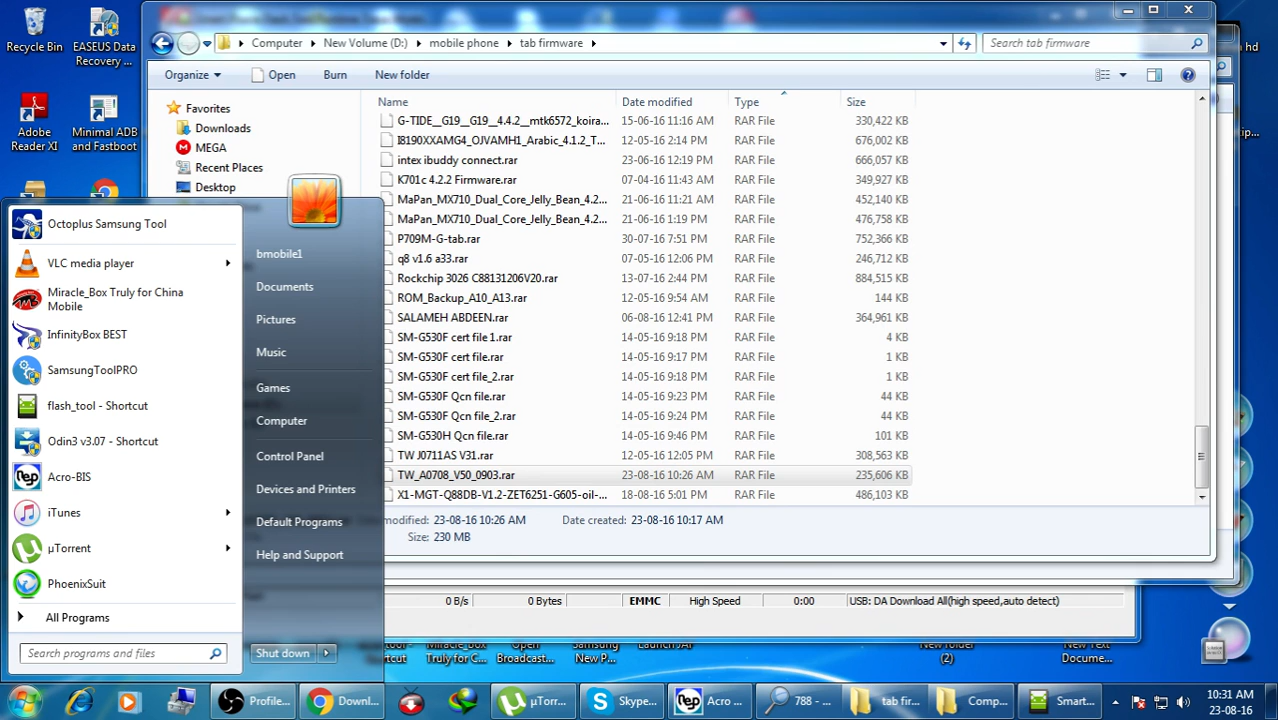 Recycle Bin
EASEUS Data
Recovery ...
Adobe
Reader XI
Minimal ADB
and Fastboot
Computer
New Volume (D:)
mobile phone
tab firmware
Search tab firmware
Organize
Open
Burn
New folder
Favorites
Downloads
MEGA
Recent Places
Desktop
Name
Date modified
Type
Size
G-TIDE__G19__G19__4.4.2__mtk6572_koira... 15-06-16 11:16 AM RAR File 330,422 KB
I8190XXAMG4_OJVAMH1_Arabic_4.1.2_T... 15-05-16 2:14 PM RAR File 676,002 KB
intex ibuddy connect.rar 23-06-16 12:19 PM RAR File 666,057 KB
K701c 4.2.2 Firmware.rar 07-04-16 11:43 AM RAR File 349,927 KB
MaPan_MX710_Dual_Core_Jelly_Bean_4.2... 21-06-16 11:21 AM RAR File 452,140 KB
MaPan_MX710_Dual_Core_Jelly_Bean_4.2... 21-06-16 1:19 PM RAR File 476,758 KB
P709M-G-tab.rar 30-07-16 7:51 PM RAR File 752,366 KB
q8 v1.6 a33.rar 07-05-16 12:06 PM RAR File 246,712 KB
Rockchip 3026 C88131206V20.rar 13-07-16 2:44 PM RAR File 884,515 KB
ROM_Backup_A10_A13.rar 12-05-16 9:54 AM RAR File 144 KB
SALAMEH ABDEEN.rar 06-08-16 12:41 PM RAR File 364,961 KB
SM-G530F cert file 1.rar 14-05-16 9:18 PM RAR File 4 KB
SM-G530F cert file.rar 14-05-16 9:17 PM RAR File 1 KB
SM-G530F cert file_2.rar 14-05-16 9:18 PM RAR File 1 KB
SM-G530F Qcn file.rar 14-05-16 9:23 PM RAR File 44 KB
SM-G530F Qcn file_2.rar 14-05-16 9:24 PM RAR File 44 KB
SM-G530H Qcn file.rar 14-05-16 9:46 PM RAR File 101 KB
TW J0711AS V31.rar 12-05-16 12:05 PM RAR File 308,563 KB
TW_A0708_V50_0903.rar 23-08-16 10:26 AM RAR File 235,606 KB
X1-MGT-Q88DB-V1.2-ZET6251-G605-oil-... 18-08-16 5:01 PM RAR File 486,103 KB
modified: 23-08-16 10:26 AM Date created: 23-08-16 10:17 AM
Size: 230 MB
0 B/s
0 Bytes
EMMC
High Speed
0:00
USB: DA Download All(high speed,auto detect)
Octoplus Samsung Tool
VLC media player
Miracle_Box Truly for China
Mobile
InfinityBox BEST
SamsungToolPRO
flash_tool - Shortcut
Odin3 v3.07 - Shortcut
Acro-BIS
iTunes
µTorrent
PhoenixSuit
All Programs
Search programs and files
bmobile1
Documents
Pictures
Music
Games
Computer
Control Panel
Devices and Printers
Default Programs
Help and Support
Shut down
Broadcast...
New P...
(2)
Docume...
Profile...
Downl...
µTorr...
Skype...
Acro ...
788 - ...
tab fir...
Comp...
Smart...
10:31 AM
23-08-16